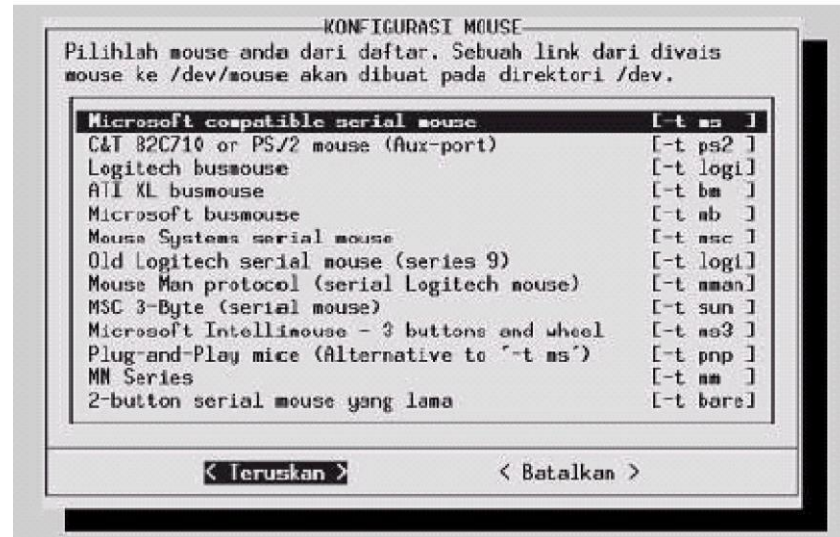 KONFIGURASI MOUSE
Pilihlah mouse anda dari daftar. Sebuah link dari divais
mouse ke /dev/mouse akan dibuat pada direktori /dev.
Microsoft compatible serial mouse [-t ms ]
C&T 82C710 or PS/2 mouse (Aux-port) [-t ps2 ]
Logitech busmouse [-t logi]
ATI XL busmouse [-t bm ]
Microsoft busmouse [-t mb ]
Mouse Systems serial mouse [-t msc ]
Old Logitech serial mouse (series 9) [-t logi]
Mouse Man protocol (serial Logitech mouse) [-t mman]
MSC 3-Byte (serial mouse) [-t sun ]
Microsoft Intellimouse - 3 buttons and wheel [-t ms3 ]
Plug-and-Play mice (Alternative to ´-t ms´) [-t pnp ]
MN Series [-t mm ]
2-button serial mouse yang lama [-t bare]
< Teruskan > < Batalkan >